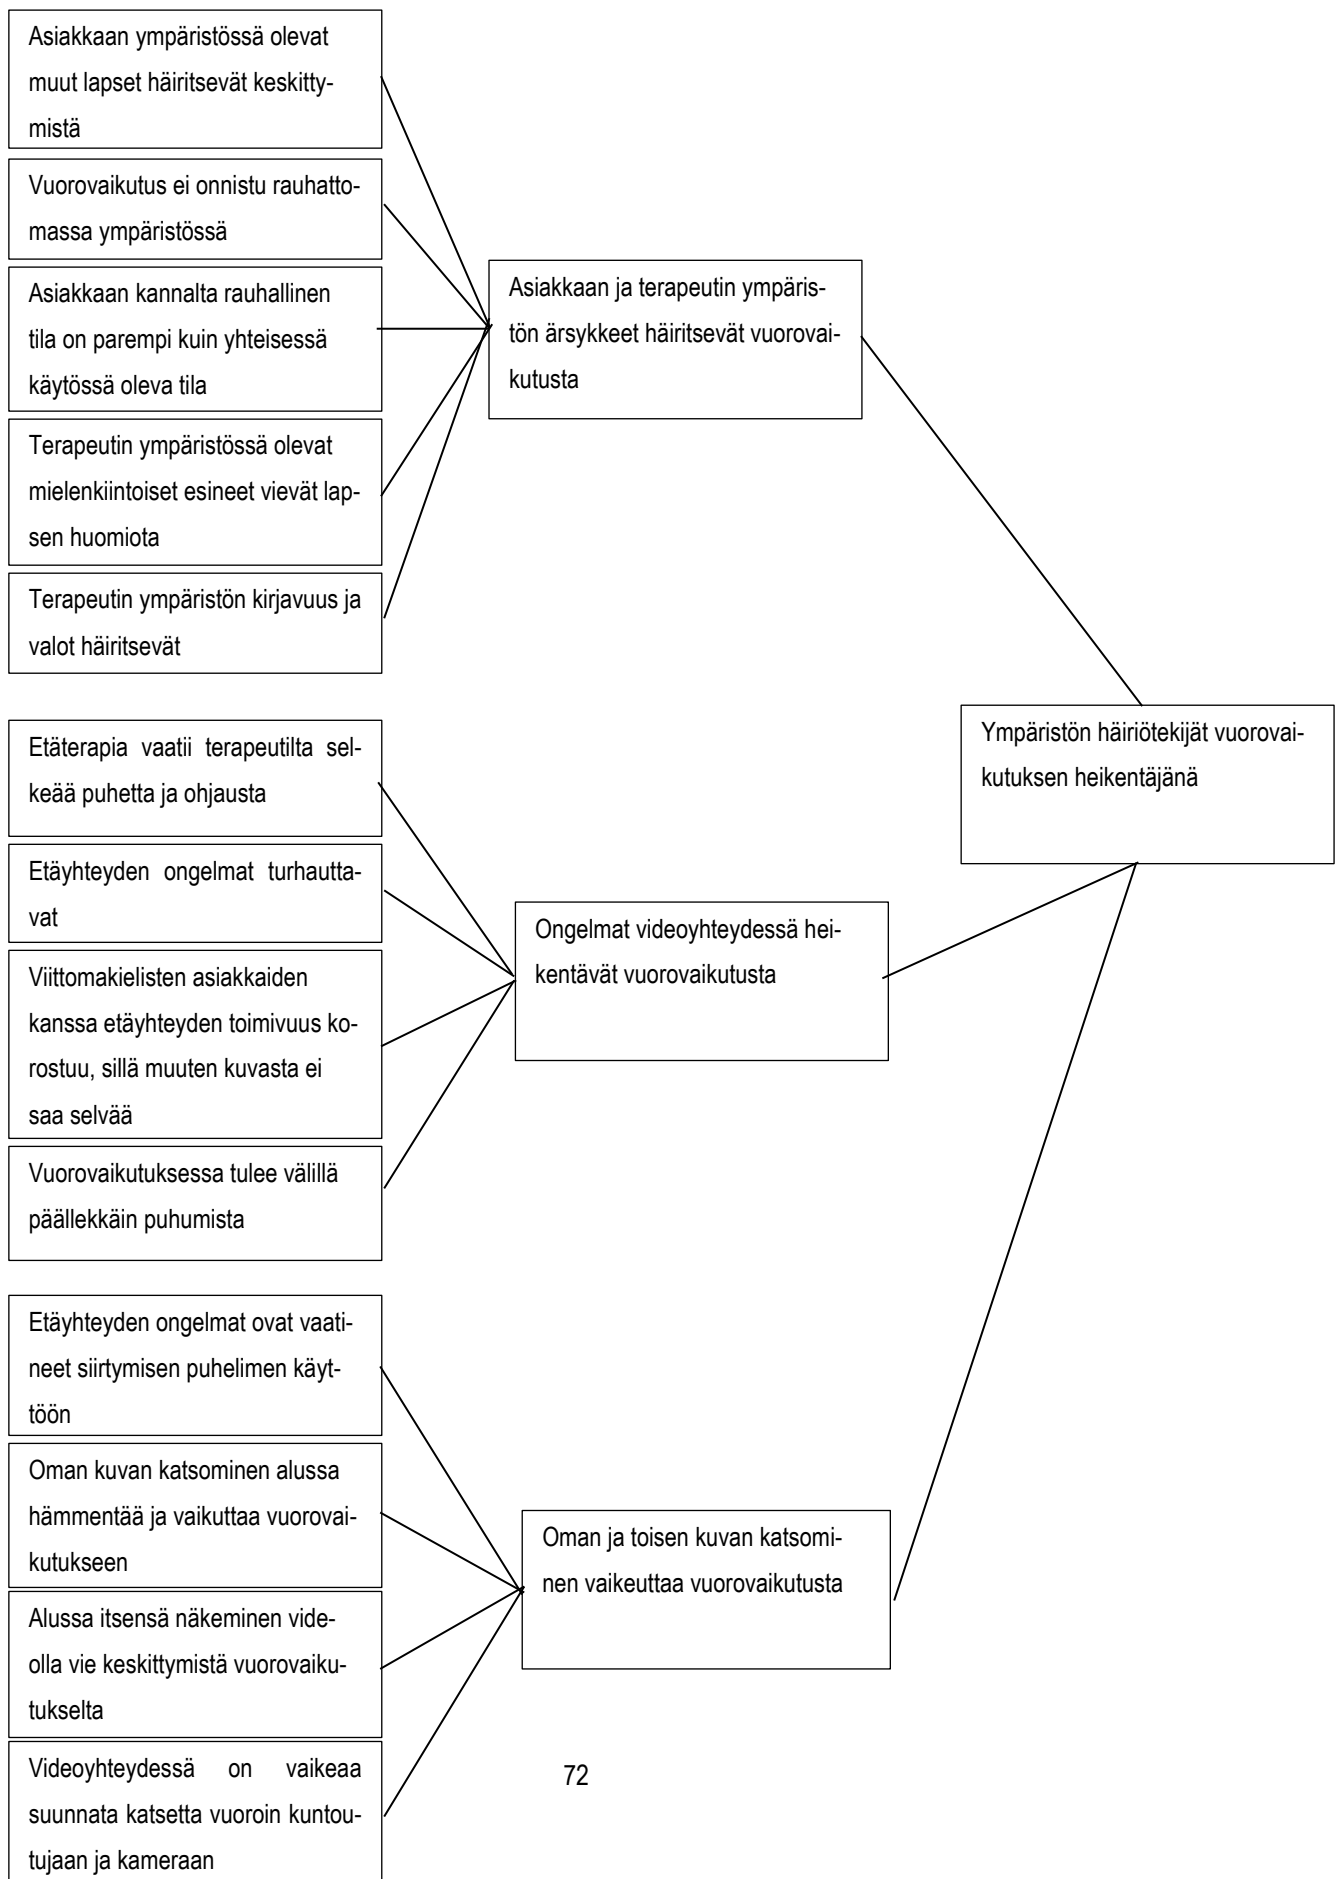 Asiakkaan ympäristössä olevat
muut lapset häiritsevät keskitty-
mistä
Vuorovaikutus ei onnistu rauhatto-
massa ympäristössä
Asiakkaan kannalta rauhallinen
tila on parempi kuin yhteisessä
käytössä oleva tila
Terapeutin ympäristössä olevat
mielenkiintoiset esineet vievät lap-
sen huomiota
Terapeutin ympäristön kirjavuus ja
valot häiritsevät
Asiakkaan ja terapeutin ympäris-
tön ärsykkeet häiritsevät vuorovai-
kutusta
Etäterapia vaatii terapeutilta sel-
keää puhetta ja ohjausta
Etäyhteyden ongelmat turhautta-
vat
Viittomakielisten asiakkaiden
kanssa etäyhteyden toimivuus ko-
rostuu, sillä muuten kuvasta ei
saa selvää
Vuorovaikutuksessa tulee välillä
päällekkäin puhumista
Ongelmat videoyhteydessä hei-
kentävät vuorovaikutusta
Ympäristön häiriötekijät vuorovai-
kutuksen heikentäjänä
Etäyhteyden ongelmat ovat vaati-
neet siirtymisen puhelimen käyt-
töön
Oman kuvan katsominen alussa
hämmentää ja vaikuttaa vuorovai-
kutukseen
Alussa itsensä näkeminen vide-
olla vie keskittymistä vuorovaiku-
tukselta
Videoyhteydessä on vaikeaa
suunnata katsetta vuoroin kuntou-
tujaan ja kameraan
Oman ja toisen kuvan katsomi-
nen vaikeuttaa vuorovaikutusta
72